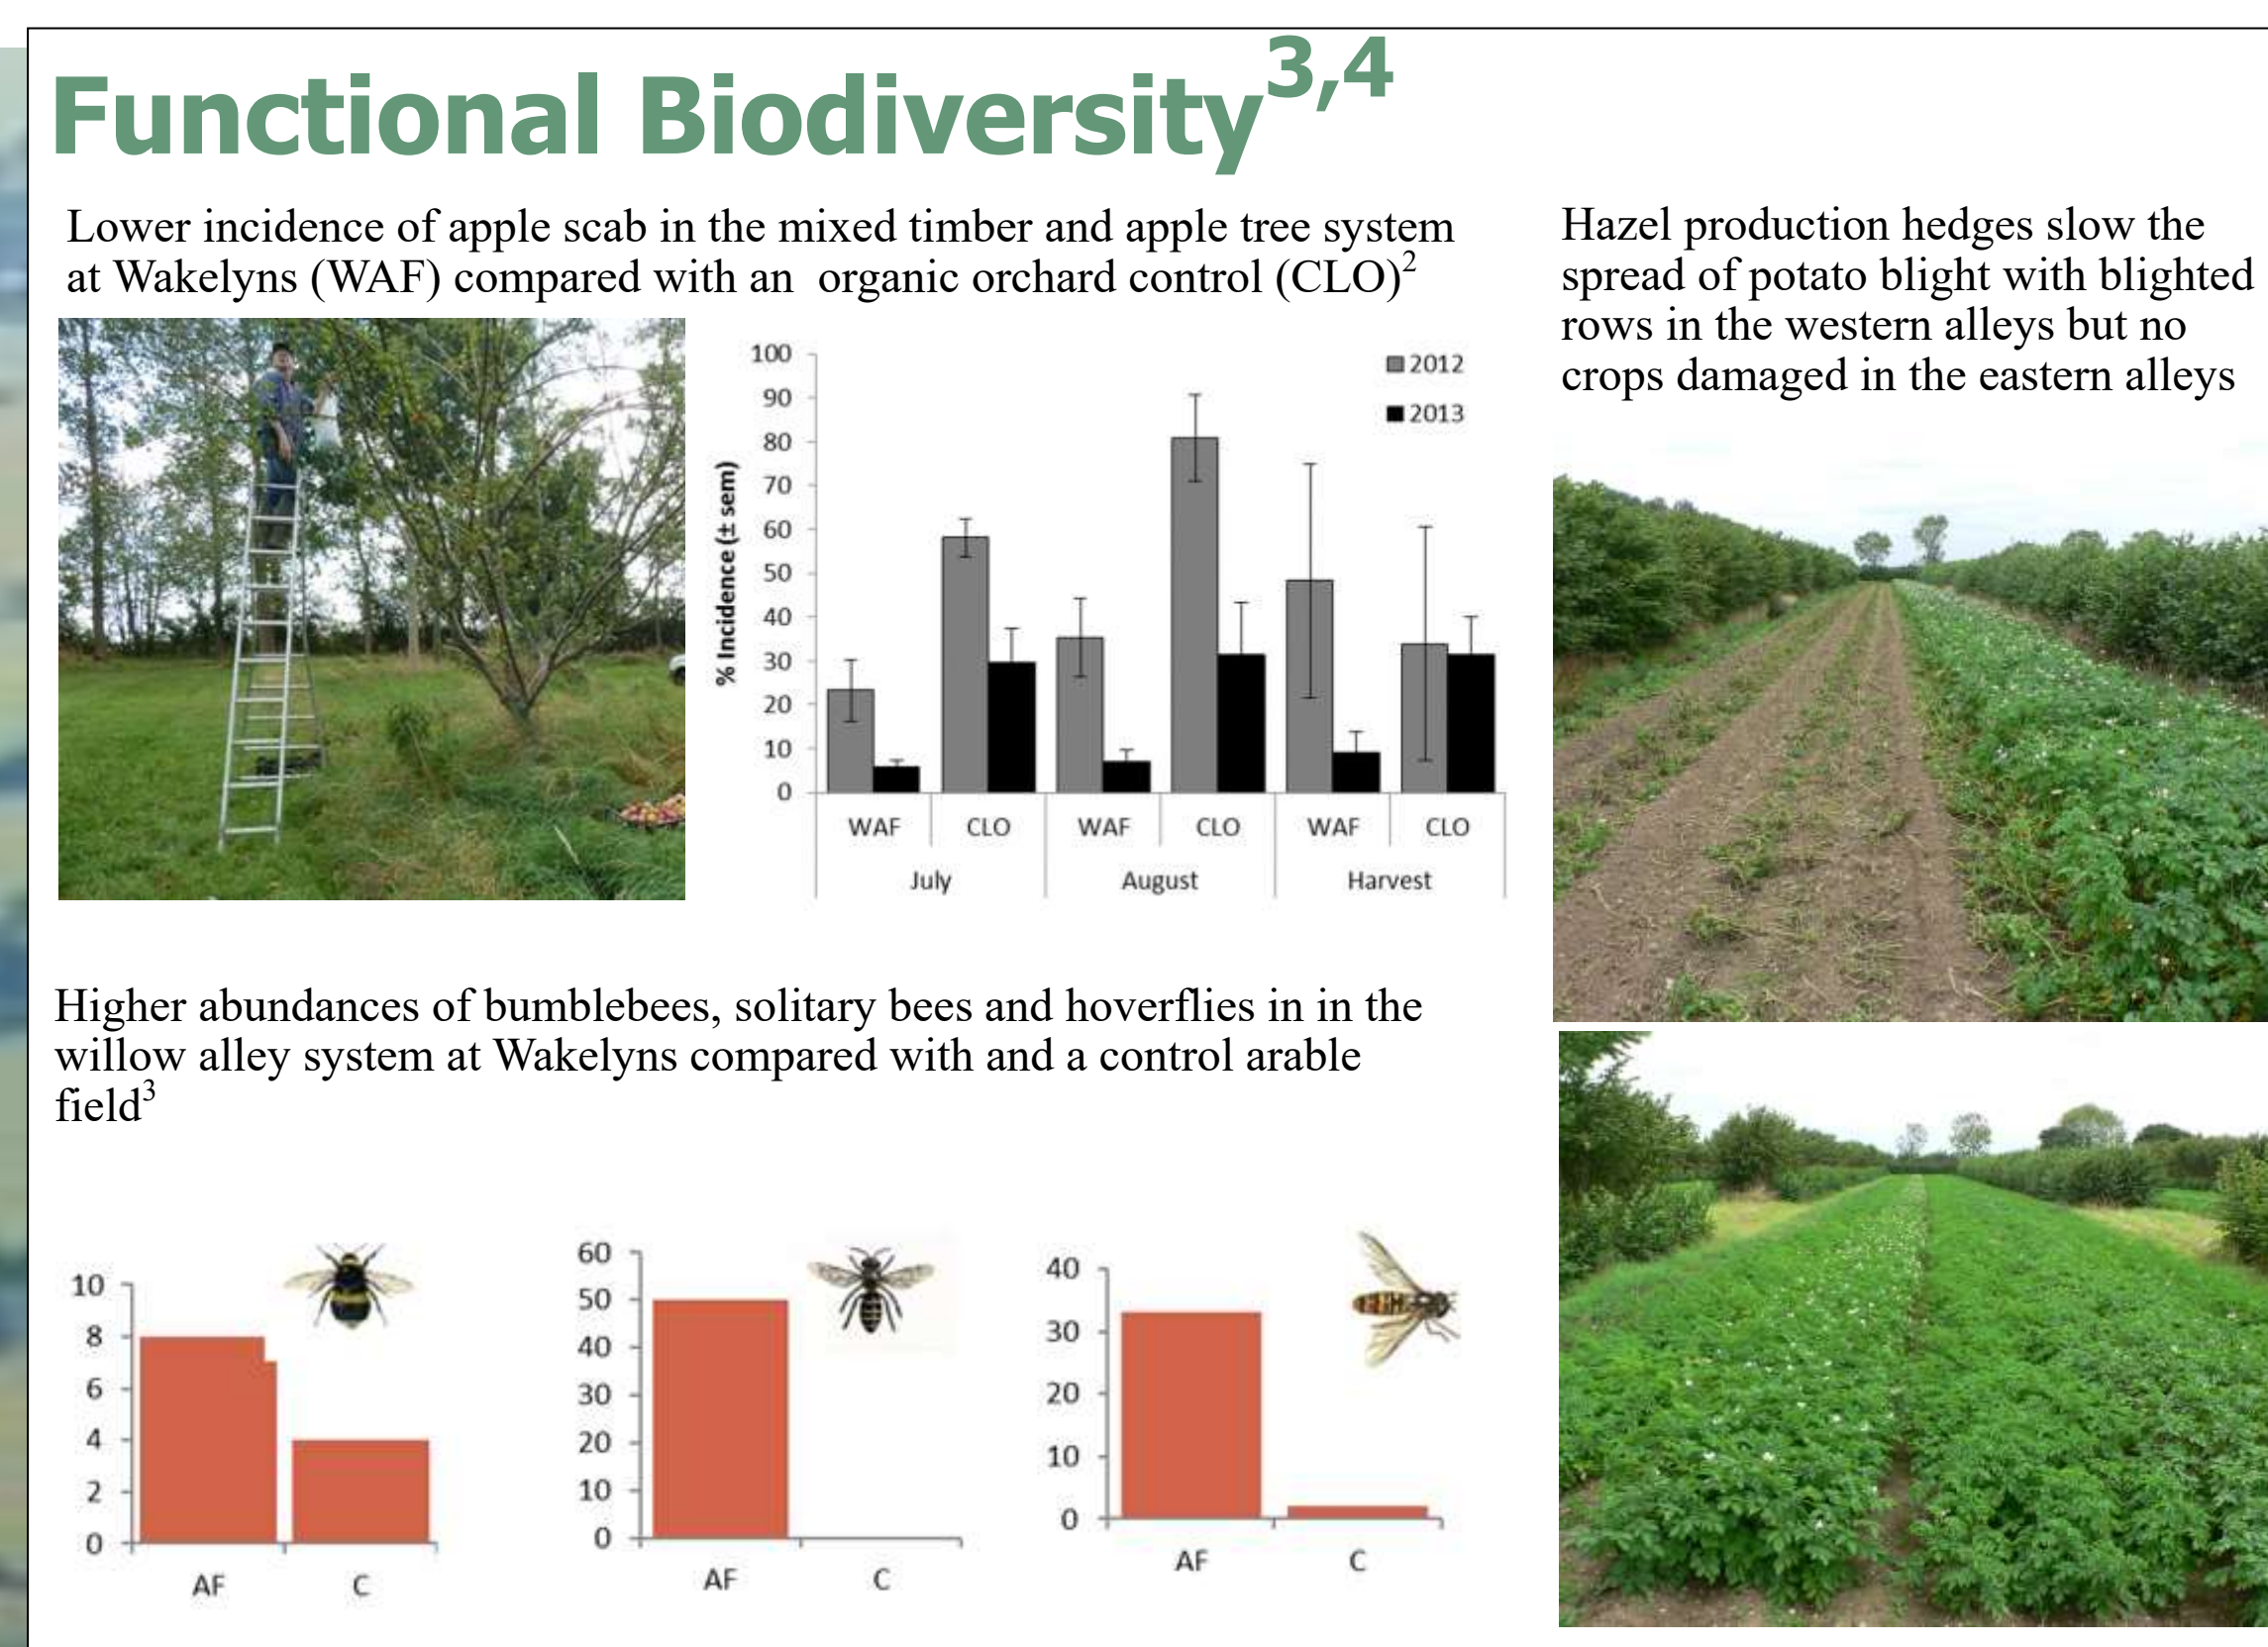 Functional Biodiversity3,4
Lower incidence of apple scab in the mixed timber and apple tree system
at Wakelyns (WAF) compared with an  organic orchard control (CLO)2
100
90
80
70
60
50
40
30
20
10
0
% Incidence (± sem)
2012
2013
WAF CLO WAF CLO WAF CLO
July August Harvest
Higher abundances of bumblebees, solitary bees and hoverflies in in the
willow alley system at Wakelyns compared with and a control arable
field3
10
8
6
4
2
0
AF C
60
50
40
30
20
10
0
AF C
40
30
20
10
0
AF C
Hazel production hedges slow the
spread of potato blight with blighted
rows in the western alleys but no
crops damaged in the eastern alleys